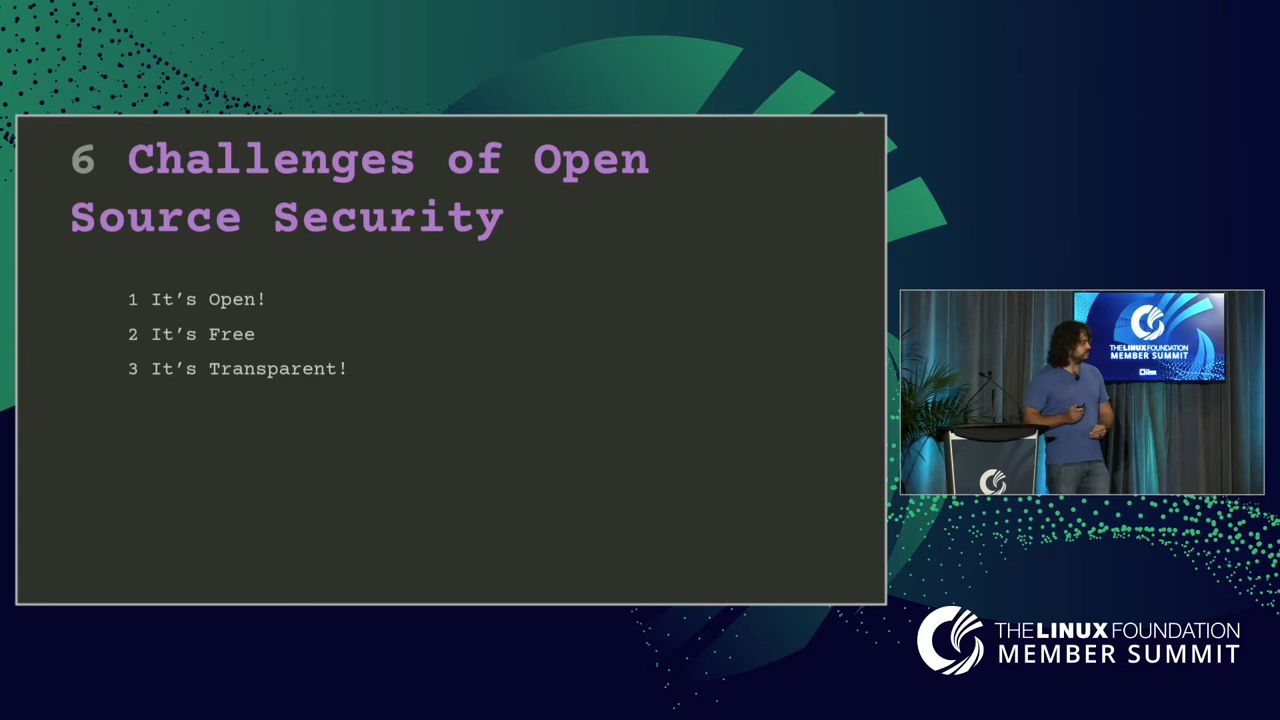 6 Challenges of Open
Source Security
1 It’s Open!
2 It’s Free
3 It’s Transparent!
THE LINUX FOUNDATION
MEMBER SUMMIT
THE LINUX FOUNDATION
MEMBER SUMMIT